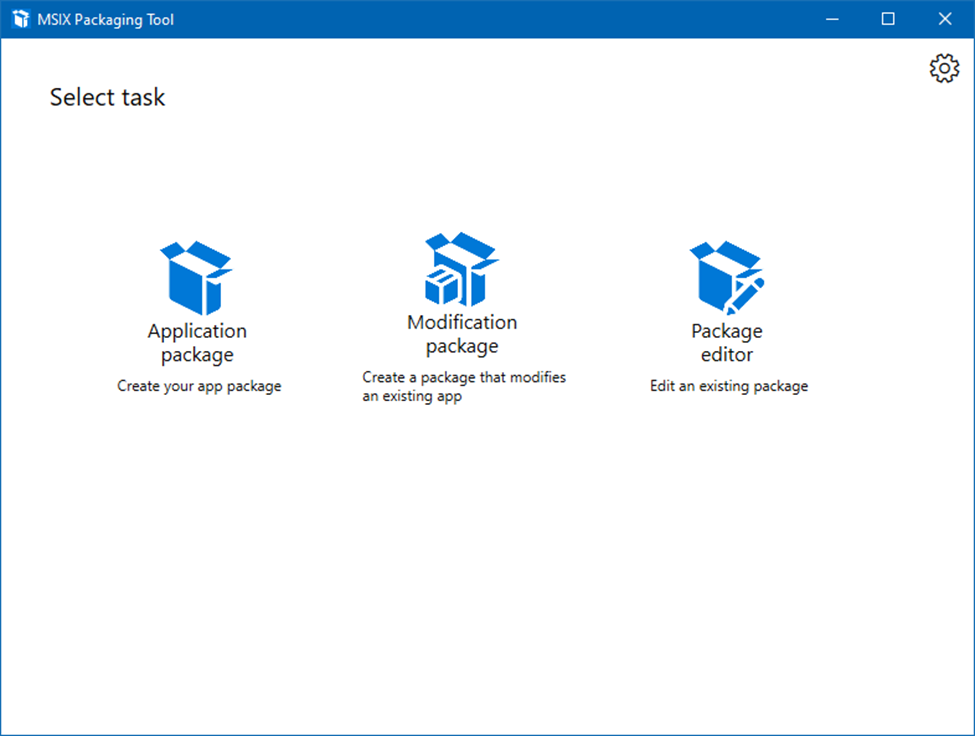 MSIX Packaging Tool
Select task
Application
package
Create your app package
Modification
package
Create a package that modifies
an existing app
Package
editor
Edit an existing package